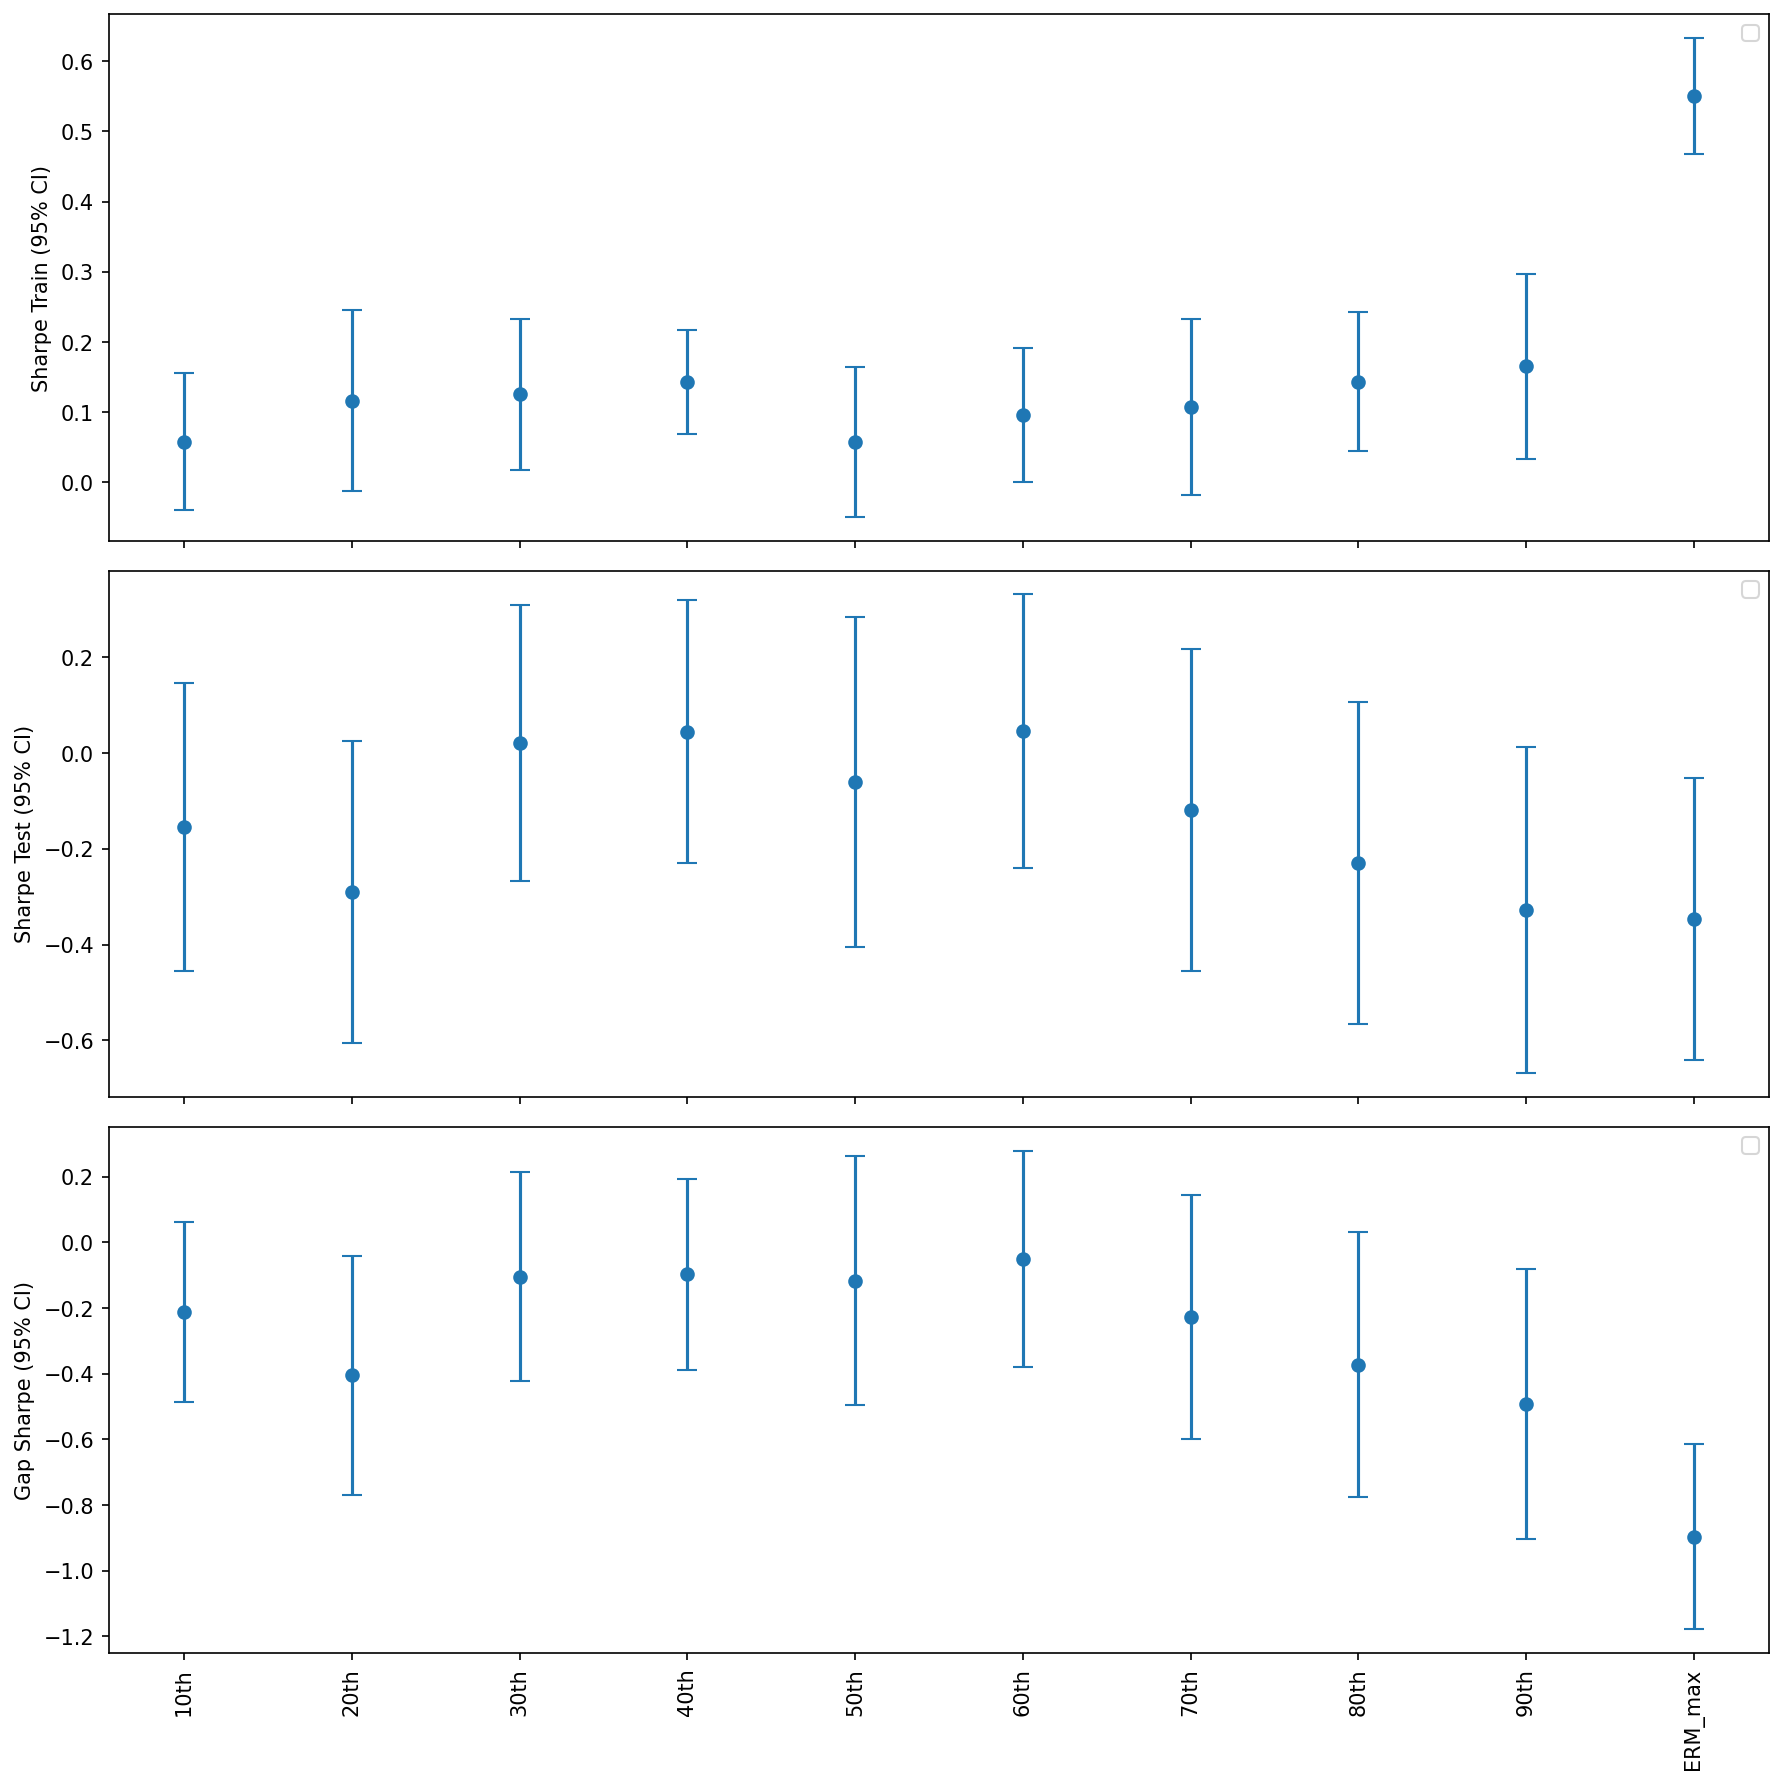 Sharpe Train (95% CI)
0.6
0.5
0.4
0.3
0.2
0.1
0.0
Sharpe Test (95% CI)
0.2
0.0
−0.2
−0.4
−0.6
Gap Sharpe (95% CI)
0.2
0.0
−0.2
−0.4
−0.6
−0.8
−1.0
−1.2
10th
20th
30th
40th
50th
60th
70th
80th
90th
ERM_max